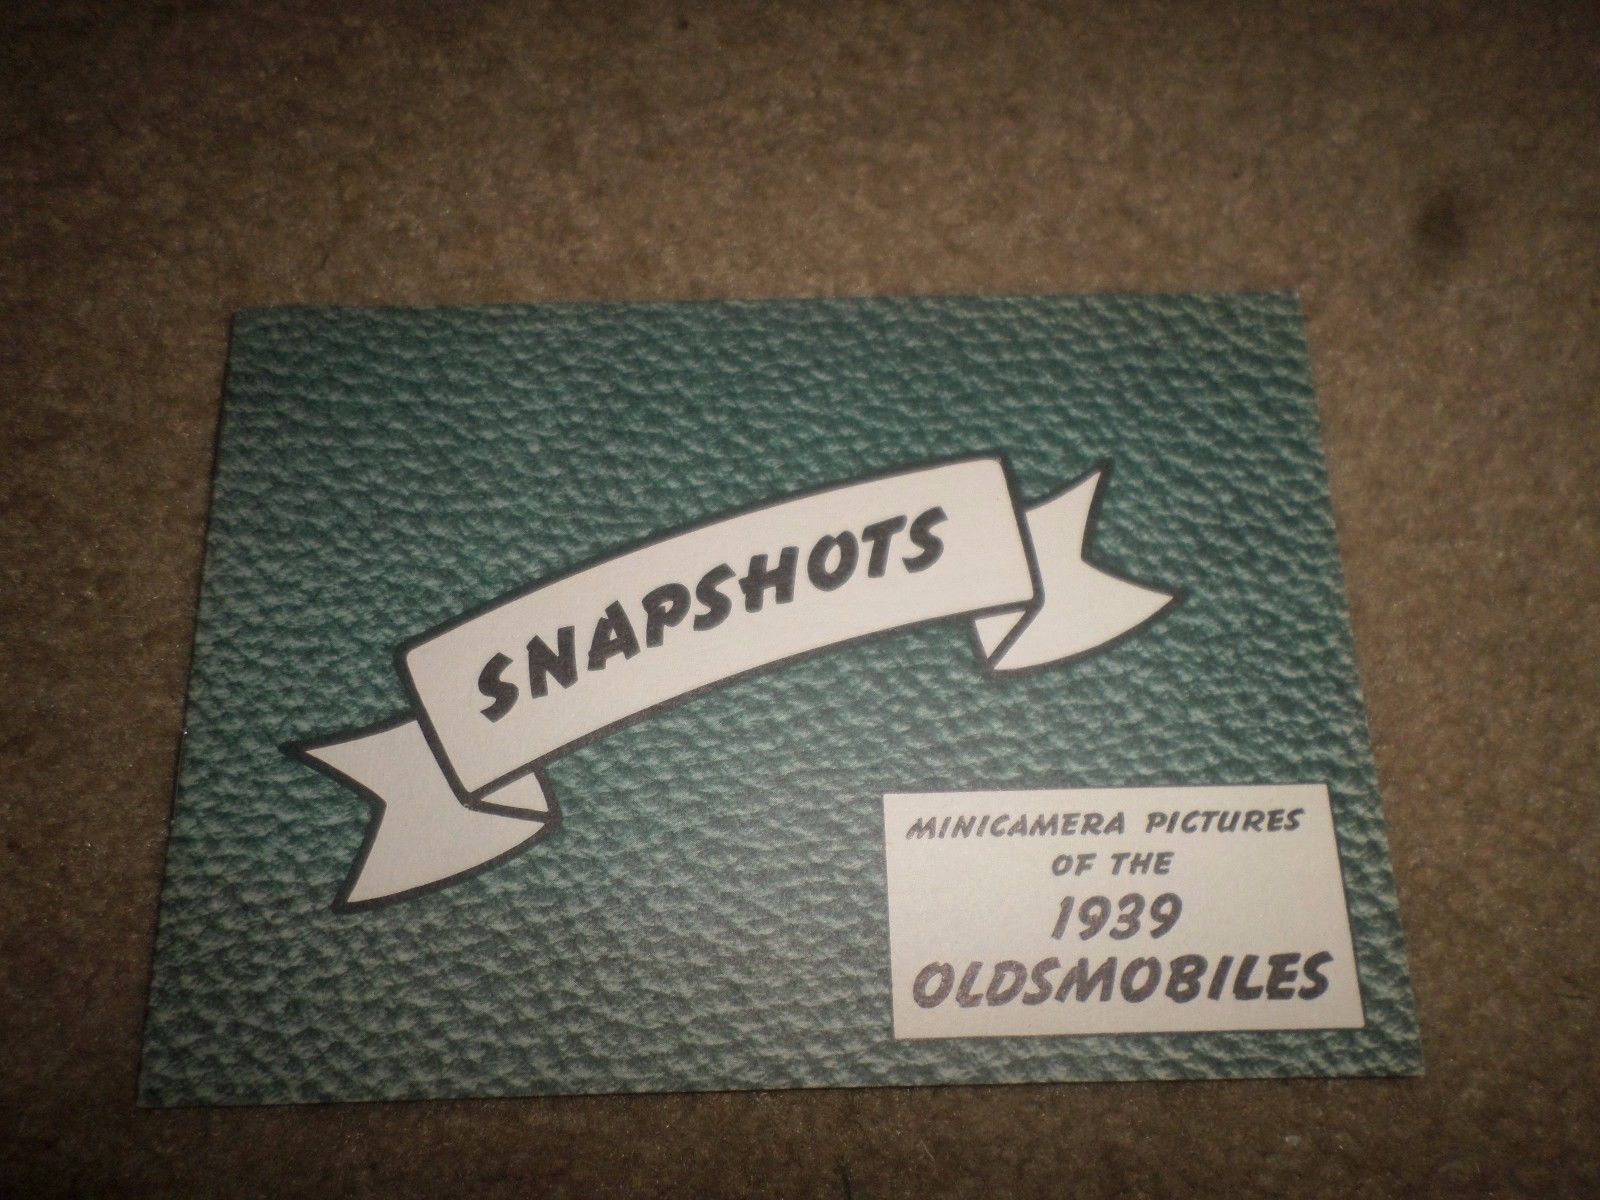 SNAPSHOTS
MINICAMERA PICTURES
OF THE
1939
OLDSMOBILES